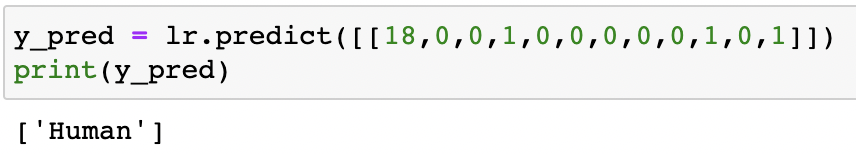 y_pred = lr.predict([[18,0,0,1,0,0,0,0,0,1,0,1]])
print(y_pred)
['Human']